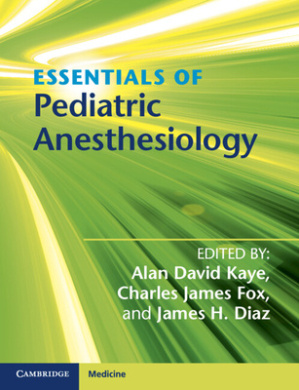 ESSENTIALS OF
Pediatric
Anesthesiology
EDITED BY:
Alan David Kaye,
Charles James Fox,
and James H. Diaz
CAMBRIDGE
Medicine